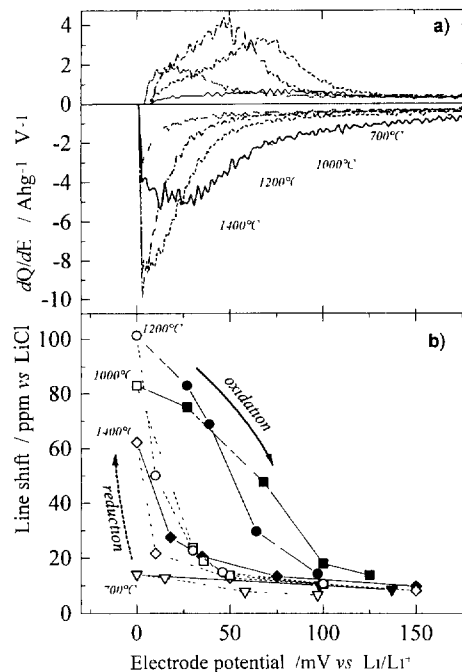 a)
4
2
0
-2
-4
-6
-8
-10
dQ/dE / Ahg⁻¹ V⁻¹
700°C
1000°C
1200°C
1400°C
b)
100
80
60
40
20
0
Line shift / ppm vs LiCl
1200°C
1000°C
1400°C
700°C
oxidation
reduction
0 50 100 150
Electrode potential /mV vs Li/Li⁺